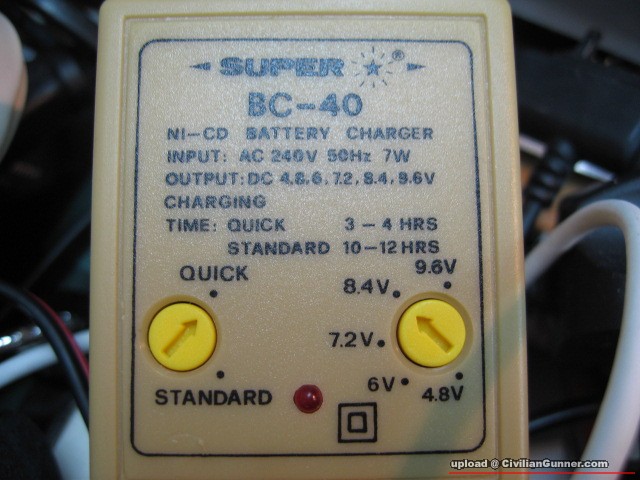 SUPER ®
BC-40
NI-CD BATTERY CHARGER
INPUT: AC 240V 50Hz 7W
OUTPUT: DC 4.8,6,7.2,8.4,9.6V
CHARGING
TIME: QUICK 3-4 HRS
STANDARD 10-12 HRS
QUICK
9.6V
8.4V
7.2V
6V
4.8V
STANDARD
upload @ CivilianGunner.com